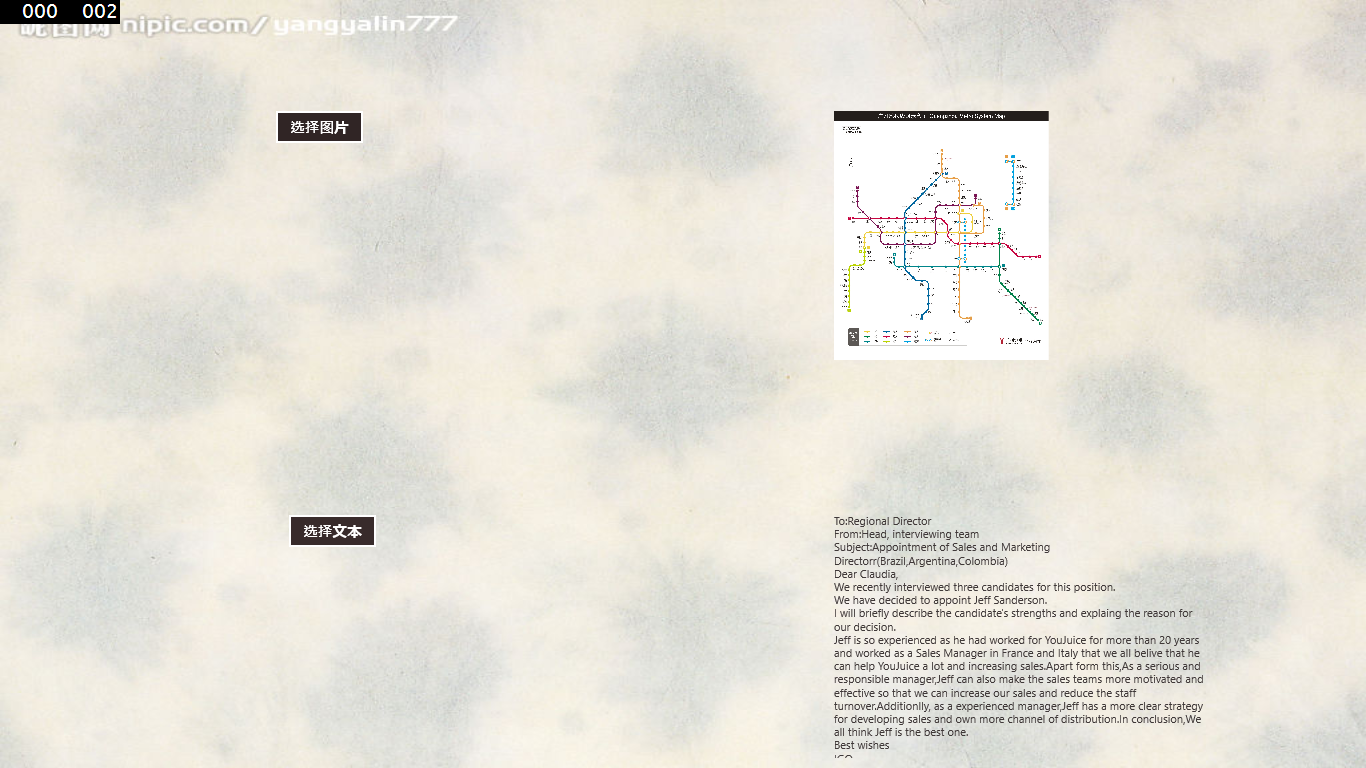 000 002
昵图网 nipic.com/yangyalin777
选择图片
Guangzhou Metro System Map
选择文本
To:Regional Director
From:Head, interviewing team
Subject:Appointment of Sales and Marketing
Directorr(Brazil,Argentina,Colombia)
Dear Claudia,
We recently interviewed three candidates for this position.
We have decided to appoint Jeff Sanderson.
I will briefly describe the candidate's strengths and explaing the reason for
our decision.
Jeff is so experienced as he had worked for YouJuice for more than 20 years
and worked as a Sales Manager in France and Italy that we all belive that he
can help YouJuice a lot and increasing sales.Apart form this,As a serious and
responsible manager,Jeff can also make the sales teams more motivated and
effective so that we can increase our sales and reduce the staff
turnover.Additionlly, as a experienced manager,Jeff has a more clear strategy
for developing sales and own more channel of distribution.In conclusion,We
all think Jeff is the best one.
Best wishes